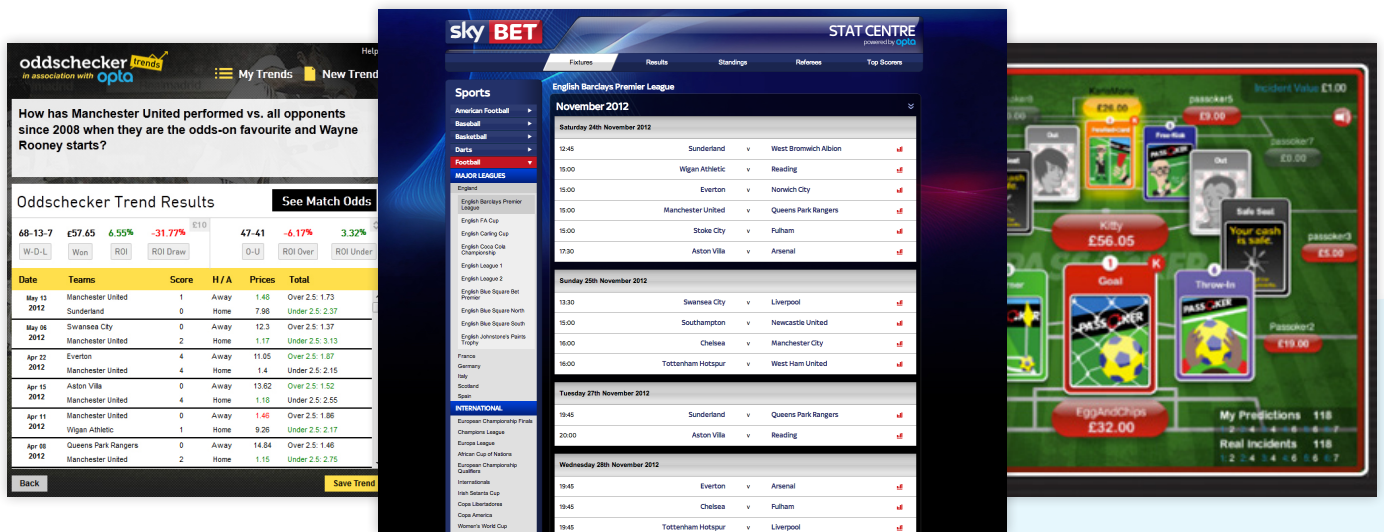 oddschecker trends
in association with opta
Help
My Trends New Trend
How has Manchester United performed vs. all opponents
since 2008 when they are the odds-on favourite and Wayne
Rooney starts?
Oddschecker Trend Results
See Match Odds
68-13-7 £57.65 6.55% -31.77% £10 47-41 -6.17% 3.32%
W-D-L Won ROI ROI Draw O-U ROI Over ROI Under
Date Teams Score H / A Prices Total
May 13 2012 Manchester United 1 Away 1.48 Over 2.5: 1.73
Sunderland 0 Home 7.98 Under 2.5: 2.37
May 06 2012 Swansea City 0 Away 12.3 Over 2.5: 1.37
Manchester United 2 Home 1.17 Under 2.5: 3.13
Apr 22 2012 Everton 4 Away 11.05 Over 2.5: 1.87
Manchester United 4 Home 1.4 Under 2.5: 2.15
Apr 15 2012 Aston Villa 0 Away 13.62 Over 2.5: 1.52
Manchester United 4 Home 1.18 Under 2.5: 2.55
Apr 11 2012 Manchester United 0 Away 1.46 Over 2.5: 1.86
Wigan Athletic 1 Home 9.26 Under 2.5: 2.17
Apr 08 2012 Queens Park Rangers 0 Away 14.84 Over 2.5: 1.46
Manchester United 2 Home 1.15 Under 2.5: 2.75
Back
Save Trend
sky BET
STAT CENTRE
powered by opta
Fixtures Results Standings Referees Top Scorers
Sports
American Football
Baseball
Basketball
Darts
Football
MAJOR LEAGUES
England
English Barclays Premier
League
English FA Cup
English Carling Cup
English Coca Cola
Championship
English League 1
English League 2
English Blue Square Bet
Premier
English Blue Square North
English Blue Square South
English Johnstone's Paints
Trophy
France
Germany
Italy
Scotland
Spain
INTERNATIONAL
European Championship Finals
Champions League
Europa League
African Cup of Nations
European Championship
Qualifiers
Internationals
Irish Setanta Cup
Copa Libertadores
Copa America
Women's World Cup
English Barclays Premier League
November 2012
Saturday 24th November 2012
12:45 Sunderland v West Bromwich Albion
15:00 Wigan Athletic v Reading
15:00 Everton v Norwich City
15:00 Manchester United v Queens Park Rangers
15:00 Stoke City v Fulham
17:30 Aston Villa v Arsenal
Sunday 25th November 2012
13:30 Swansea City v Liverpool
15:00 Southampton v Newcastle United
16:00 Chelsea v Manchester City
16:00 Tottenham Hotspur v West Ham United
Tuesday 27th November 2012
19:45 Sunderland v Queens Park Rangers
20:00 Aston Villa v Reading
Wednesday 28th November 2012
19:45 Everton v Arsenal
19:45 Chelsea v Fulham
19:45 Tottenham Hotspur v Liverpool
Incident Value £1.00
£26.00
passoker5
£9.00
passoker7
£0.00
Out
Free-Kick
Out
Kitty
£56.05
Safe Seat
Your cash
is safe.
passoker3
£5.00
1 K
Goal
PASSOKER
6
Throw-In
PASSOKER
Passoker2
£19.00
EggAndChips
£32.00
My Predictions 118
Real Incidents 118